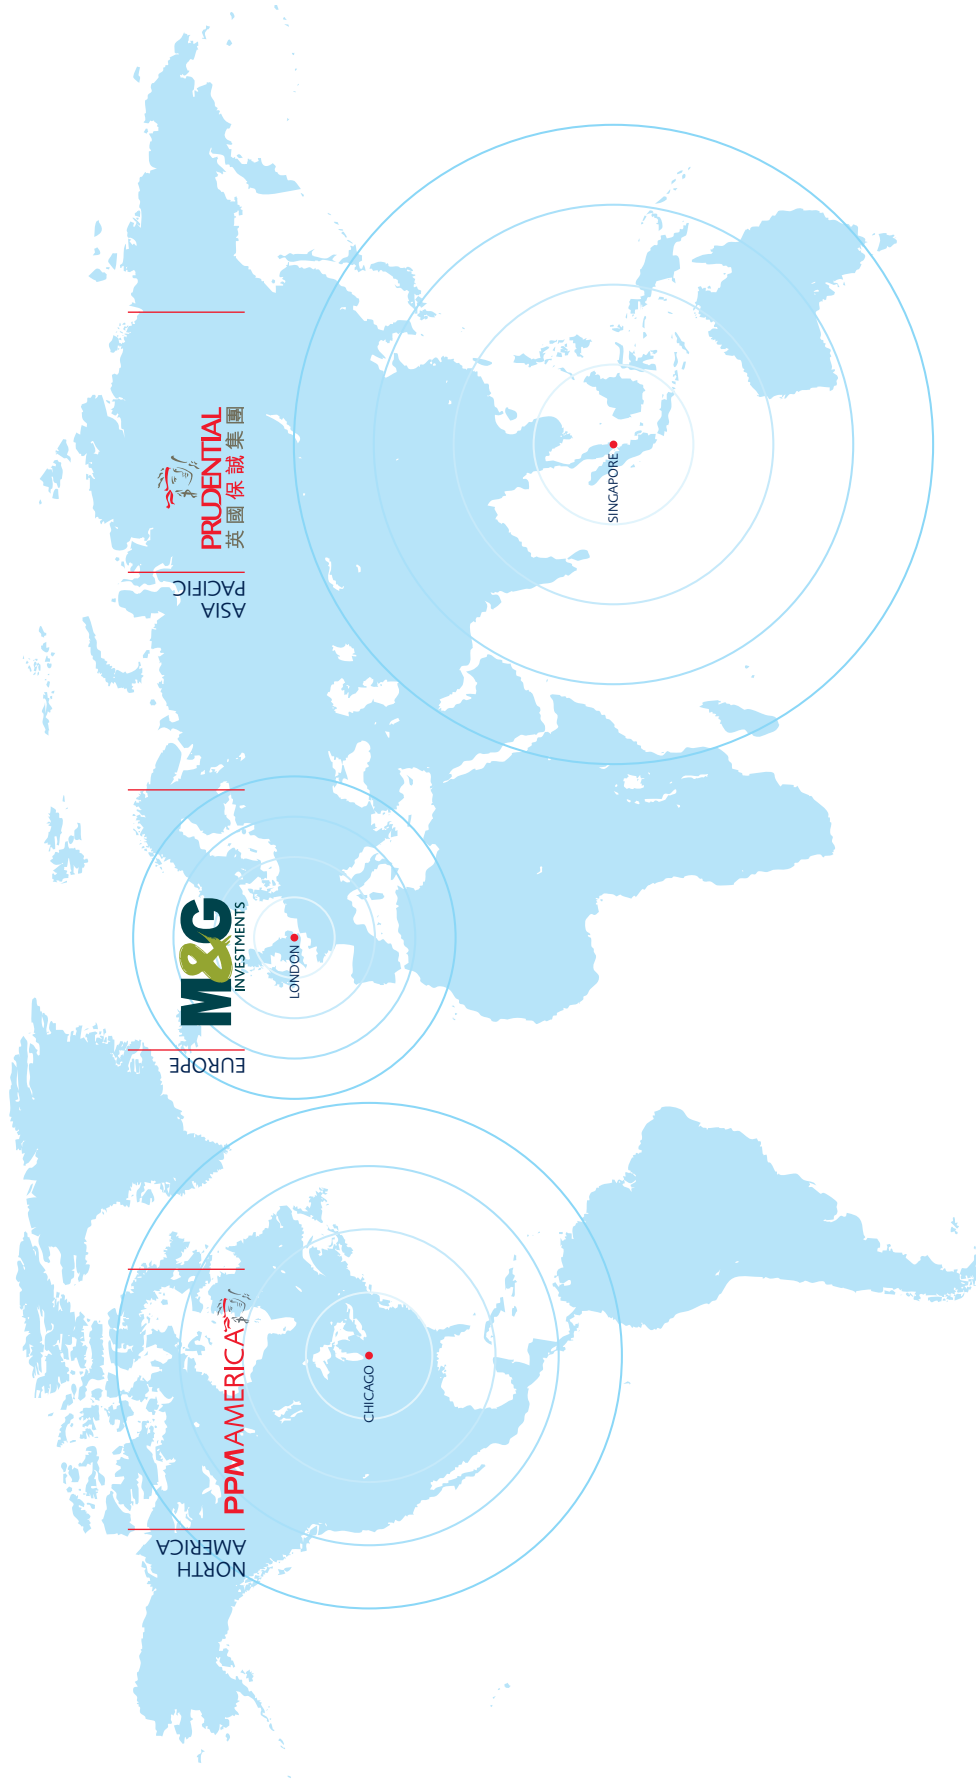 NORTH
AMERICA
PPMAMERICA
CHICAGO
EUROPE
M&G
INVESTMENTS
LONDON
ASIA
PACIFIC
PRUDENTIAL
英國保誠集團
SINGAPORE